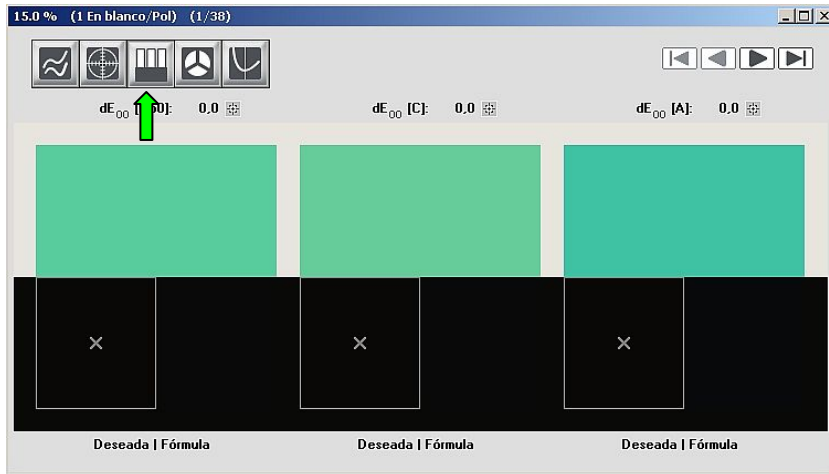 15.0 % (1 En blanco/Pol) (1/38)
dE00 [ 60]: 0,0 dE00 [C]: 0,0 dE00 [A]: 0,0
Deseada | Fórmula Deseada | Fórmula Deseada | Fórmula